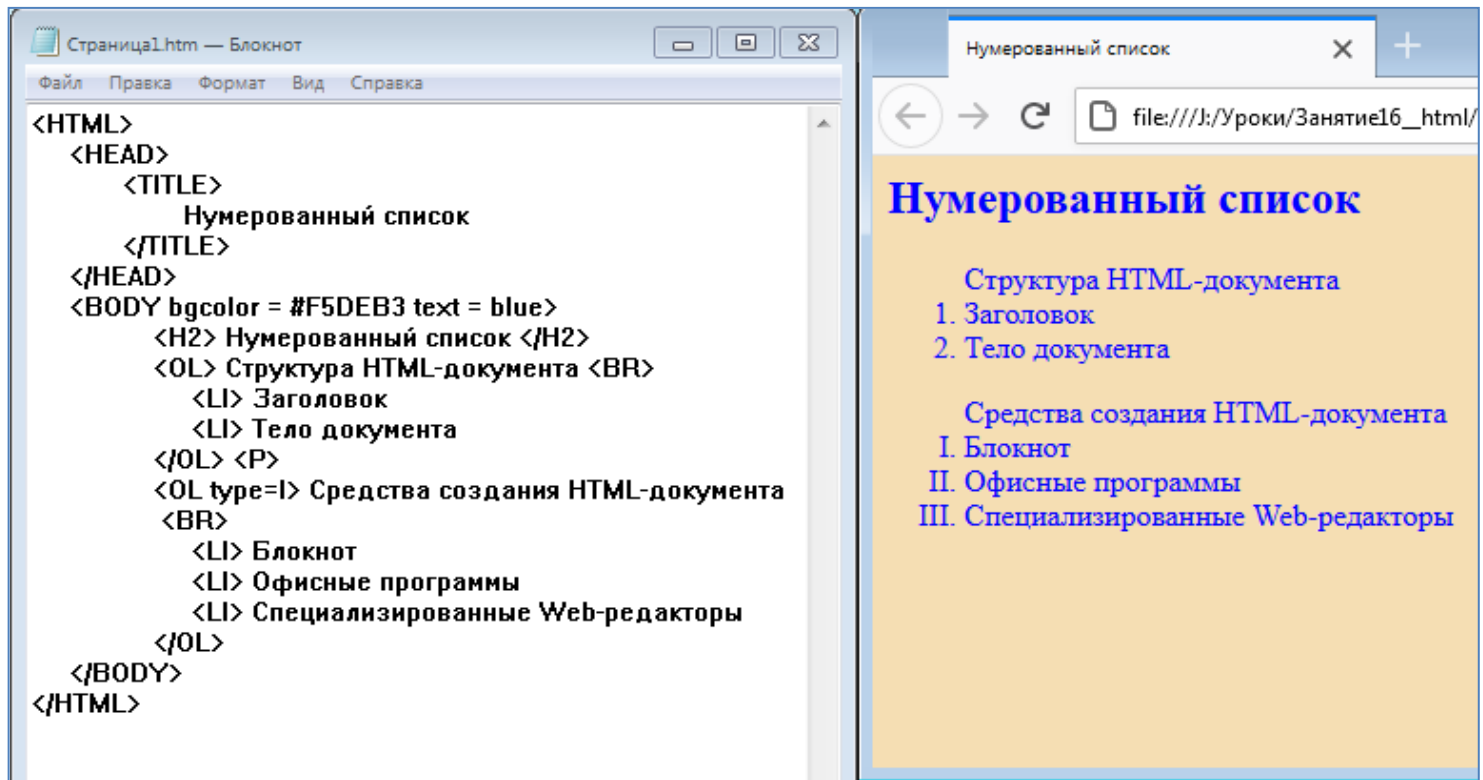 Страница1.htm — Блокнот
Файл Правка Формат Вид Справка
<HTML>
<HEAD>
<TITLE>
Нумерованный список
</TITLE>
</HEAD>
<BODY bgcolor = #F5DEB3 text = blue>
<H2> Нумерованный список </H2>
<OL> Структура HTML-документа <BR>
<LI> Заголовок
<LI> Тело документа
</OL> <P>
<OL type=I> Средства создания HTML-документа
<BR>
<LI> Блокнот
<LI> Офисные программы
<LI> Специализированные Web-редакторы
</OL>
</BODY>
</HTML>
Нумерованный список
file:///J:/Уроки/Занятие16_html/
Нумерованный список
Структура HTML-документа
1. Заголовок
2. Тело документа
Средства создания HTML-документа
I. Блокнот
II. Офисные программы
III. Специализированные Web-редакторы